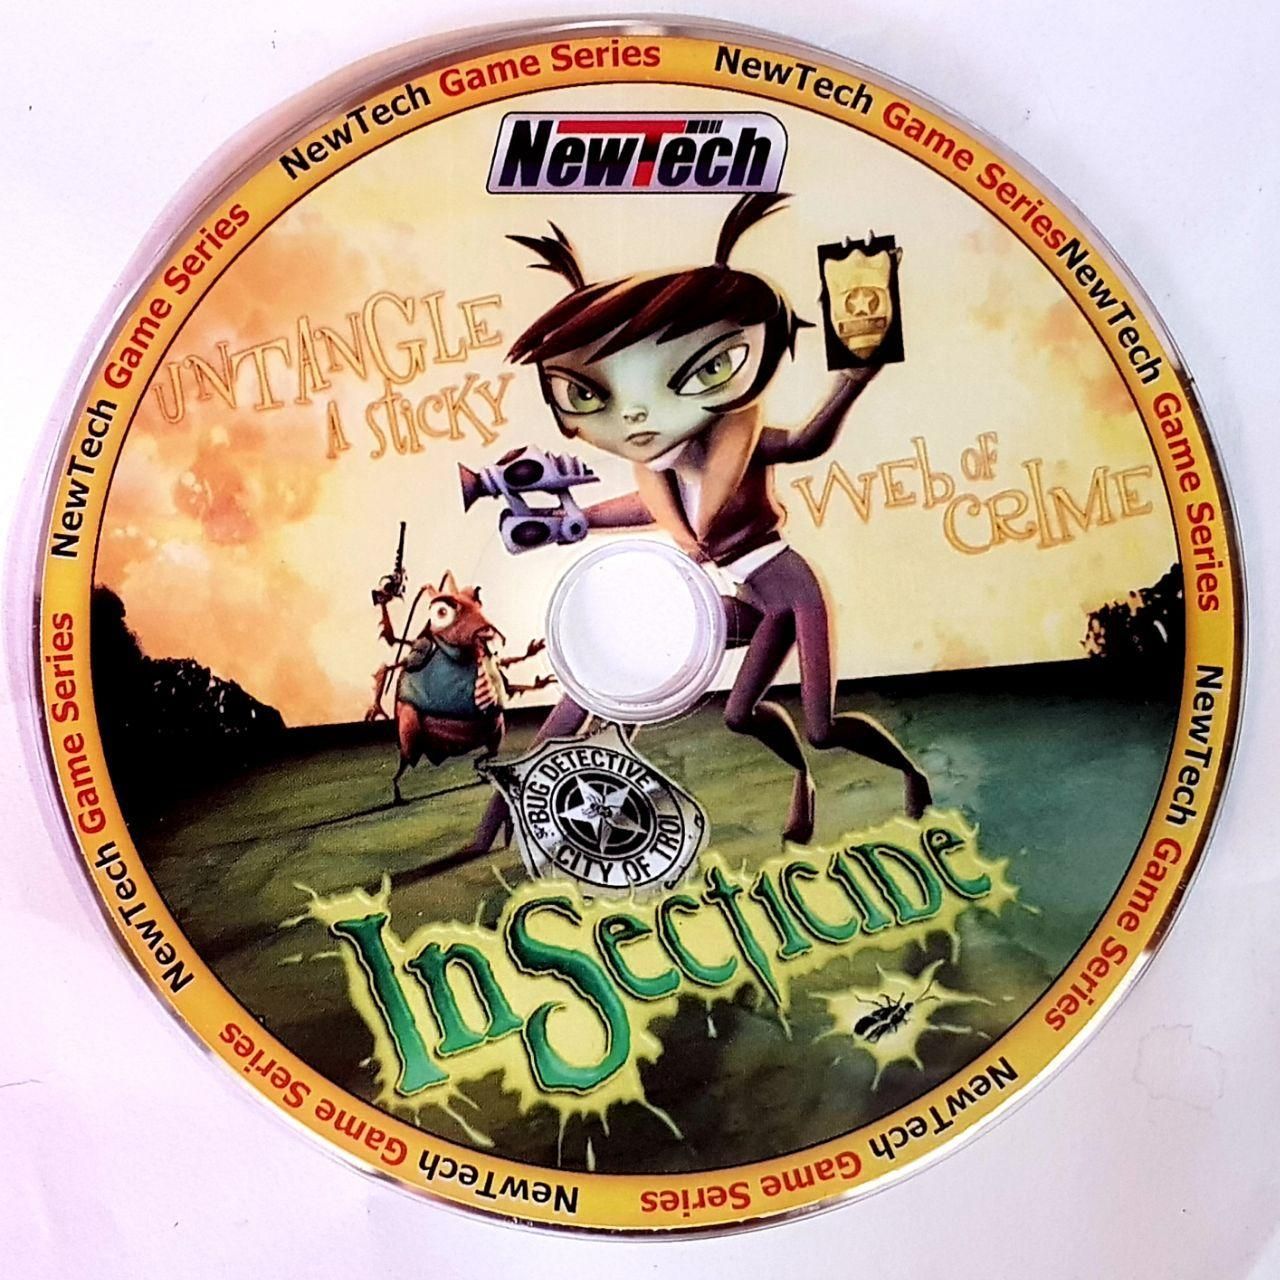 NewTech Game Series
NewTech Game Series
NewTech Game Series
NewTech Game Series
NewTech Game Series
NewTech Game Series
NewTech Game Series
NewTech Game Series
NewTech
UNTANGLE
A STICKY
WEB OF
CRIME
BUG DETECTIVE
CITY OF TROI
InSecticide